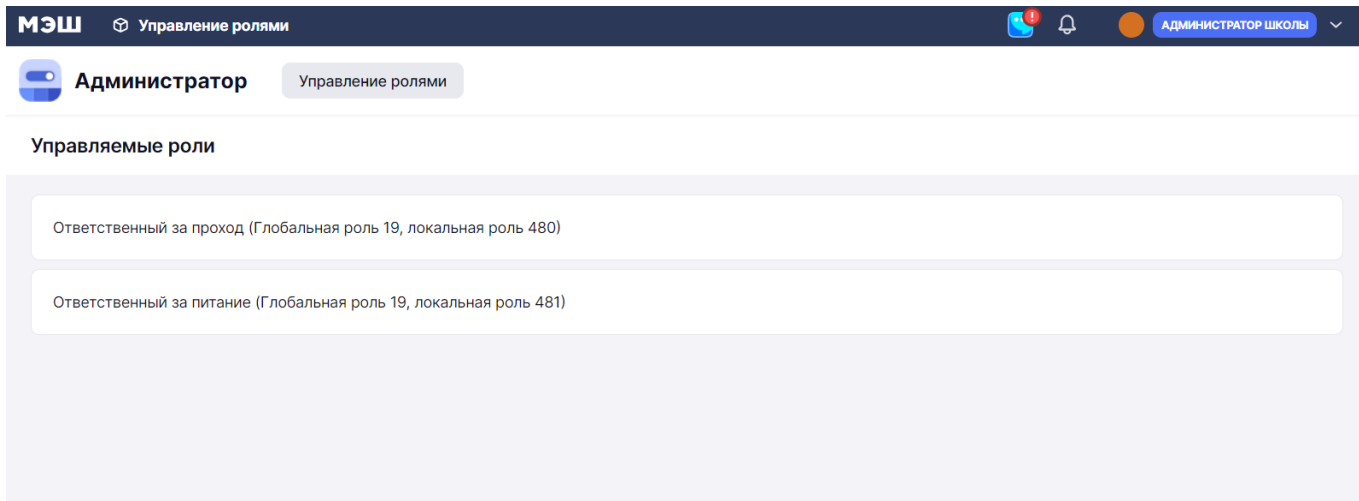 МЭШ Управление ролями ! АДМИНИСТРАТОР ШКОЛЫ
Администратор Управление ролями
Управляемые роли
Ответственный за проход (Глобальная роль 19, локальная роль 480)
Ответственный за питание (Глобальная роль 19, локальная роль 481)